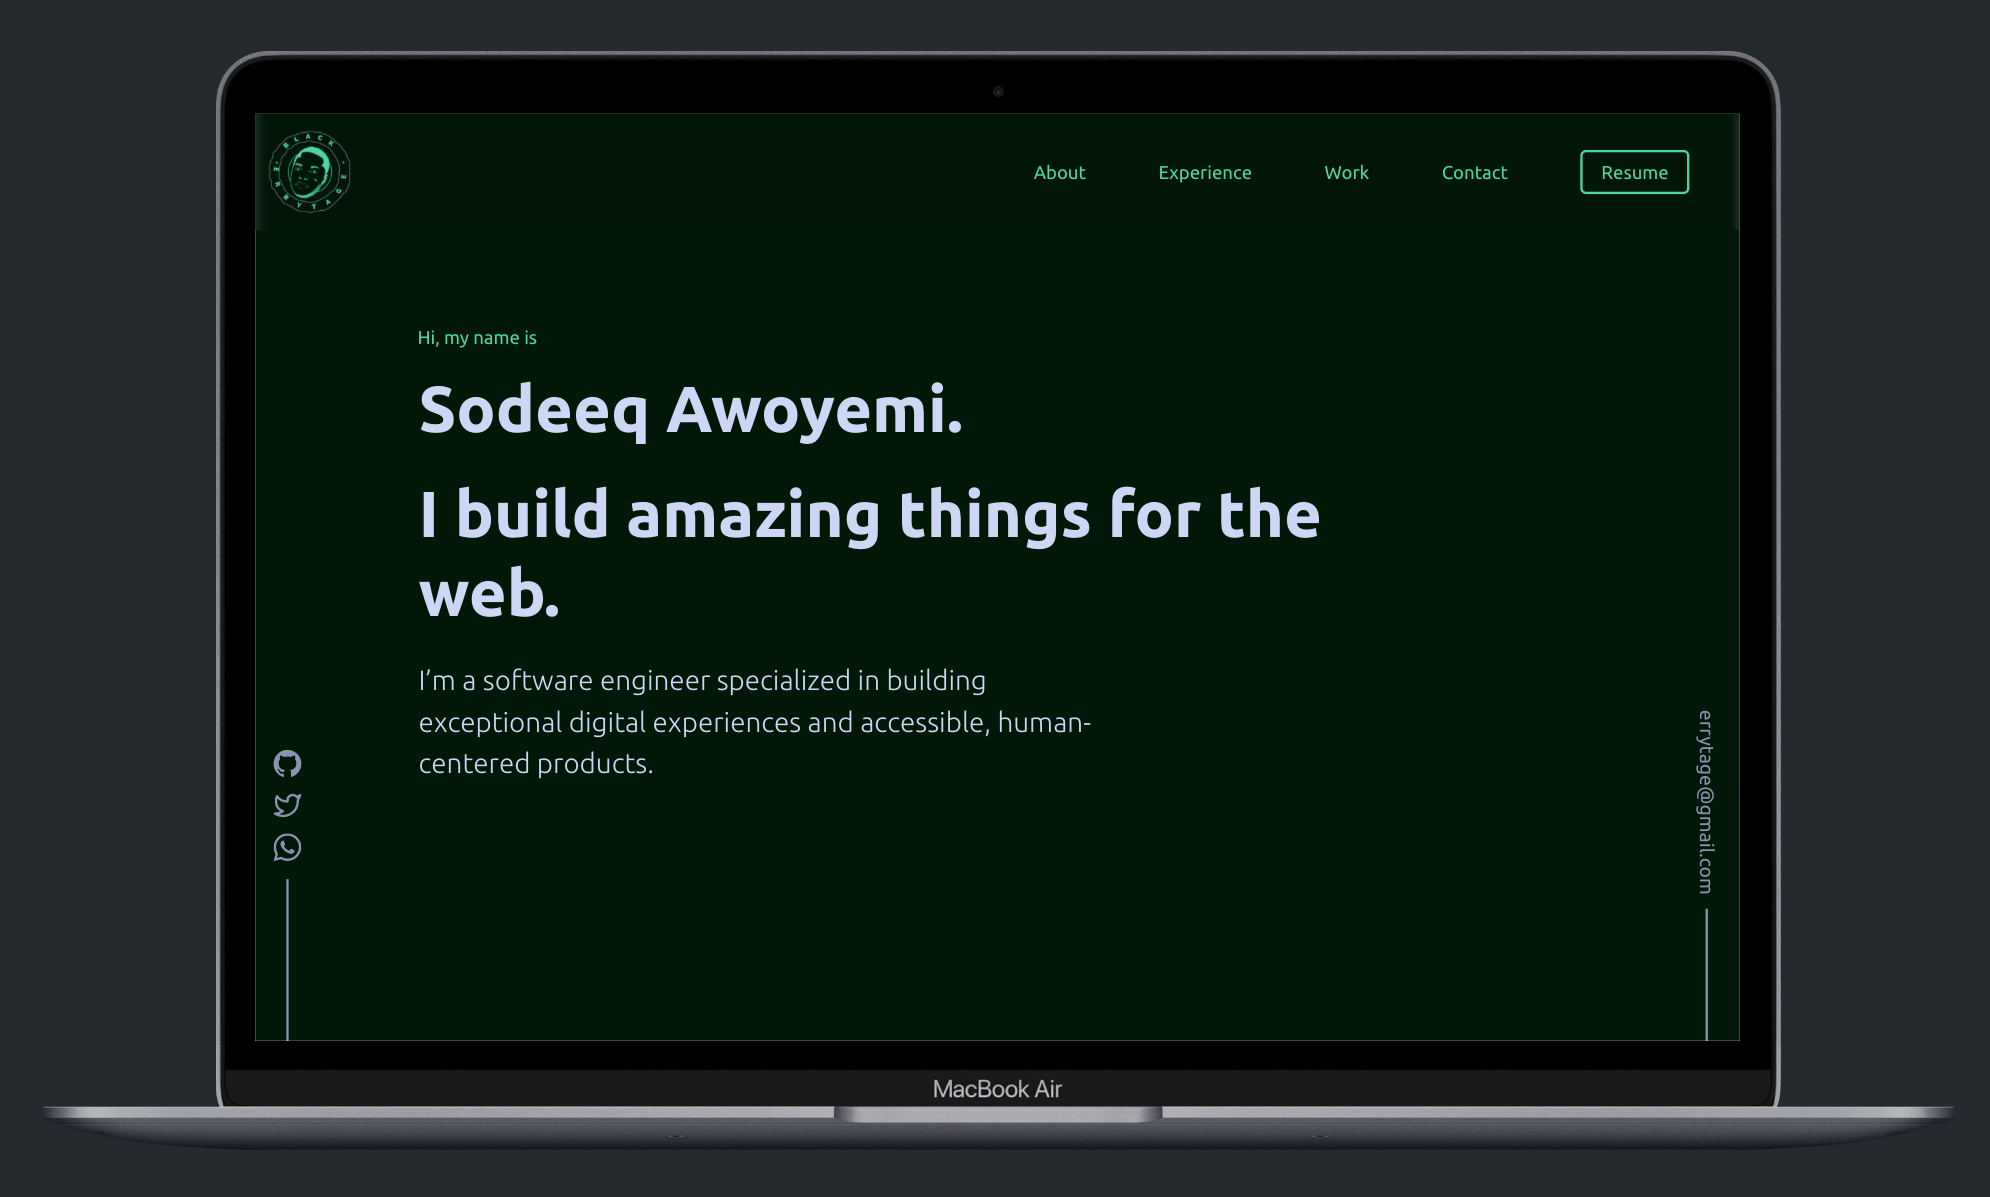 BLACK · ERRYTAGE ·
About
Experience
Work
Contact
Resume
Hi, my name is
Sodeeq Awoyemi.
I build amazing things for the
web.
I’m a software engineer specialized in building
exceptional digital experiences and accessible, human-
centered products.
errytage@gmail.com
MacBook Air